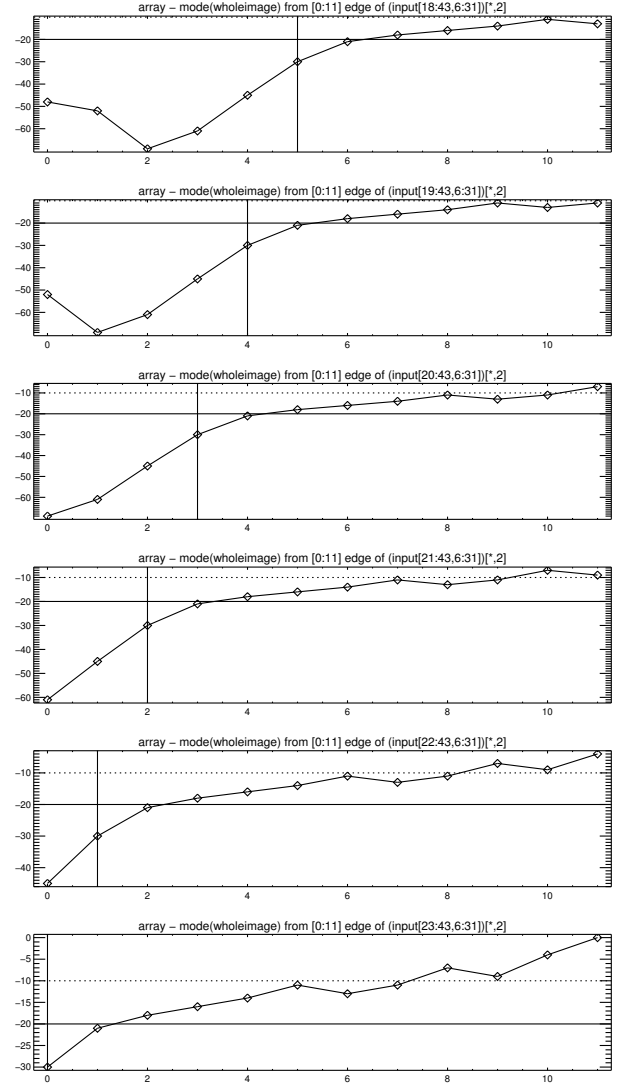 array − mode(wholeimage) from [0:11] edge of (input[18:43,6:31])[*,2]
−20
−30
−40
−50
−60
0 2 4 6 8 10
array − mode(wholeimage) from [0:11] edge of (input[19:43,6:31])[*,2]
−20
−30
−40
−50
−60
0 2 4 6 8 10
array − mode(wholeimage) from [0:11] edge of (input[20:43,6:31])[*,2]
−10
−20
−30
−40
−50
−60
0 2 4 6 8 10
array − mode(wholeimage) from [0:11] edge of (input[21:43,6:31])[*,2]
−10
−20
−30
−40
−50
−60
0 2 4 6 8 10
array − mode(wholeimage) from [0:11] edge of (input[22:43,6:31])[*,2]
−10
−20
−30
−40
0 2 4 6 8 10
array − mode(wholeimage) from [0:11] edge of (input[23:43,6:31])[*,2]
0
−5
−10
−15
−20
−25
−30
0 2 4 6 8 10